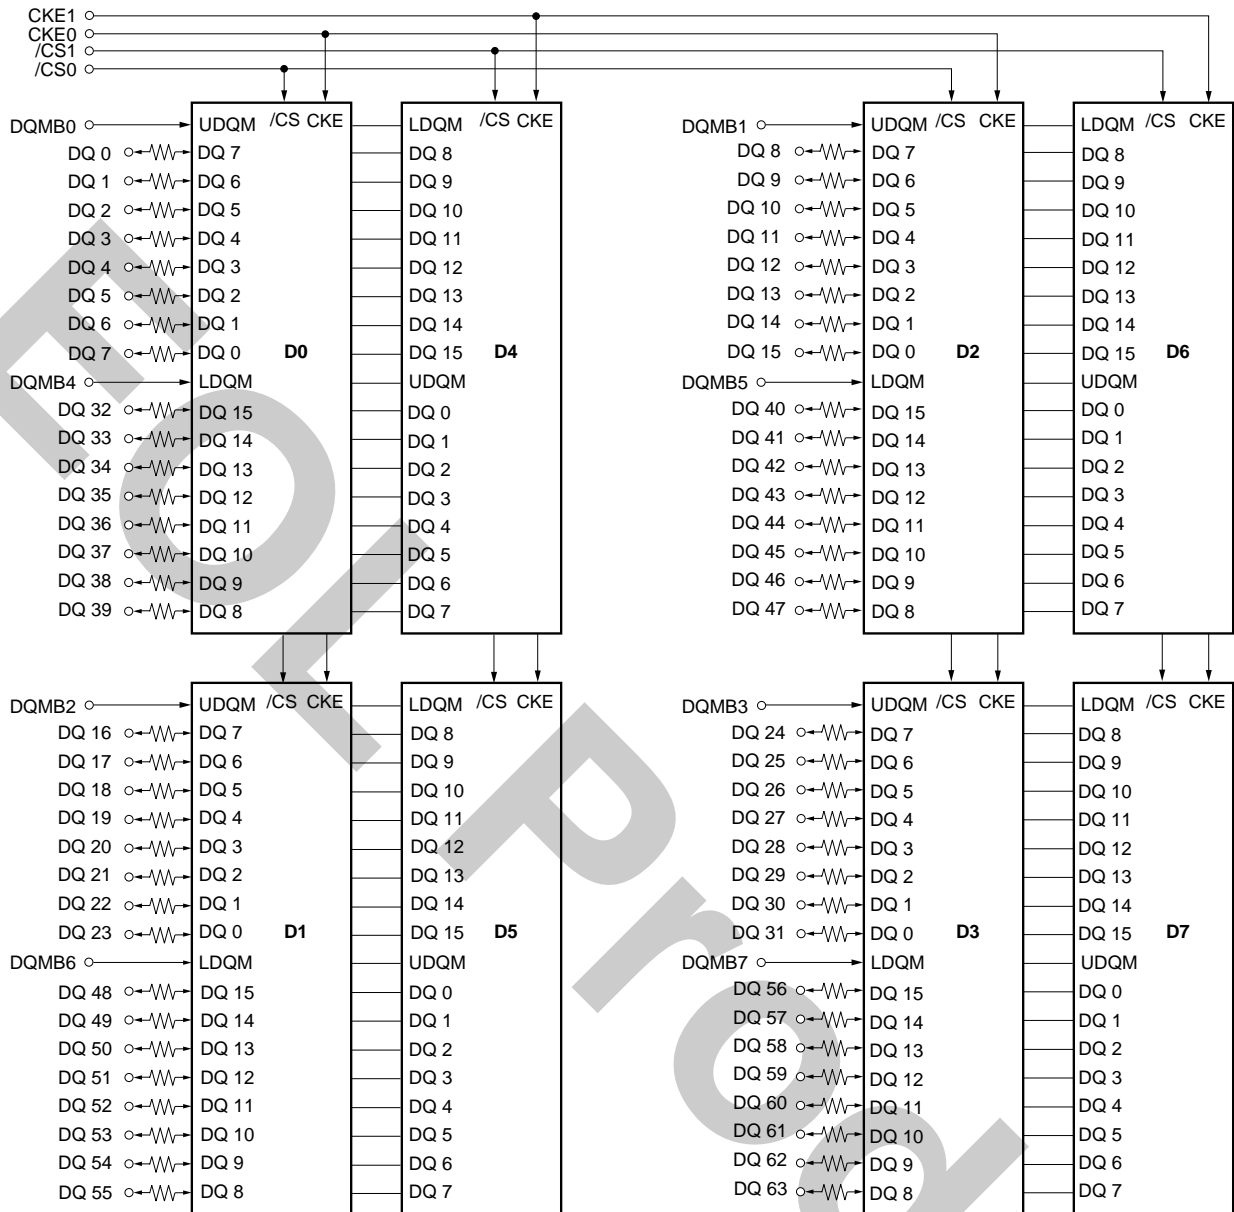 CKE1
CKE0
/CS1
/CS0
DQMB0 UDQM /CS CKE LDQM /CS CKE DQMB1 UDQM /CS CKE LDQM /CS CKE
DQ 0 DQ 7 DQ 8 DQ 8 DQ 7 DQ 8
DQ 1 DQ 6 DQ 9 DQ 9 DQ 6 DQ 9
DQ 2 DQ 5 DQ 10 DQ 10 DQ 5 DQ 10
DQ 3 DQ 4 DQ 11 DQ 11 DQ 4 DQ 11
DQ 4 DQ 3 DQ 12 DQ 12 DQ 3 DQ 12
DQ 5 DQ 2 DQ 13 DQ 13 DQ 2 DQ 13
DQ 6 DQ 1 DQ 14 DQ 14 DQ 1 DQ 14
DQ 7 DQ 0 D0 DQ 15 D4 DQ 15 DQ 0 D2 DQ 15 D6
DQMB4 LDQM UDQM DQMB5 LDQM UDQM
DQ 32 DQ 15 DQ 0 DQ 40 DQ 15 DQ 0
DQ 33 DQ 14 DQ 1 DQ 41 DQ 14 DQ 1
DQ 34 DQ 13 DQ 2 DQ 42 DQ 13 DQ 2
DQ 35 DQ 12 DQ 3 DQ 43 DQ 12 DQ 3
DQ 36 DQ 11 DQ 4 DQ 44 DQ 11 DQ 4
DQ 37 DQ 10 DQ 5 DQ 45 DQ 10 DQ 5
DQ 38 DQ 9 DQ 6 DQ 46 DQ 9 DQ 6
DQ 39 DQ 8 DQ 7 DQ 47 DQ 8 DQ 7
DQMB2 UDQM /CS CKE LDQM /CS CKE DQMB3 UDQM /CS CKE LDQM /CS CKE
DQ 16 DQ 7 DQ 8 DQ 24 DQ 7 DQ 8
DQ 17 DQ 6 DQ 9 DQ 25 DQ 6 DQ 9
DQ 18 DQ 5 DQ 10 DQ 26 DQ 5 DQ 10
DQ 19 DQ 4 DQ 11 DQ 27 DQ 4 DQ 11
DQ 20 DQ 3 DQ 12 DQ 28 DQ 3 DQ 12
DQ 21 DQ 2 DQ 13 DQ 29 DQ 2 DQ 13
DQ 22 DQ 1 DQ 14 DQ 30 DQ 1 DQ 14
DQ 23 DQ 0 D1 DQ 15 D5 DQ 31 DQ 0 D3 DQ 15 D7
DQMB6 LDQM UDQM DQMB7 LDQM UDQM
DQ 48 DQ 15 DQ 0 DQ 56 DQ 15 DQ 0
DQ 49 DQ 14 DQ 1 DQ 57 DQ 14 DQ 1
DQ 50 DQ 13 DQ 2 DQ 58 DQ 13 DQ 2
DQ 51 DQ 12 DQ 3 DQ 59 DQ 12 DQ 3
DQ 52 DQ 11 DQ 4 DQ 60 DQ 11 DQ 4
DQ 53 DQ 10 DQ 5 DQ 61 DQ 10 DQ 5
DQ 54 DQ 9 DQ 6 DQ 62 DQ 9 DQ 6
DQ 55 DQ 8 DQ 7 DQ 63 DQ 8 DQ 7
EOL Prod